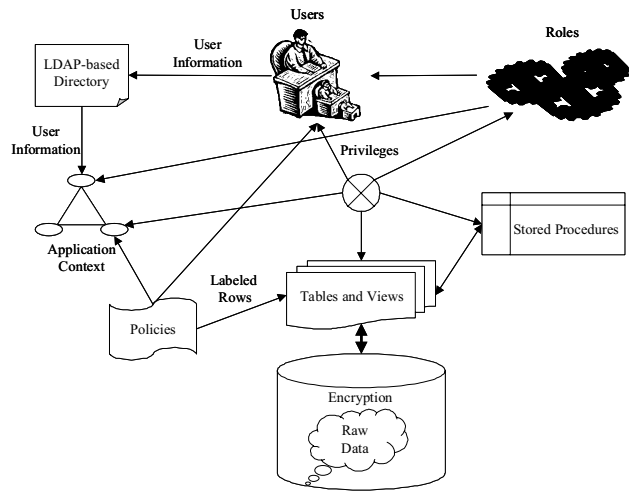 Users
Roles
LDAP-based
Directory
User
Information
User
Information
Privileges
Stored Procedures
Application
Context
Labeled
Rows
Tables and Views
Policies
Encryption
Raw
Data